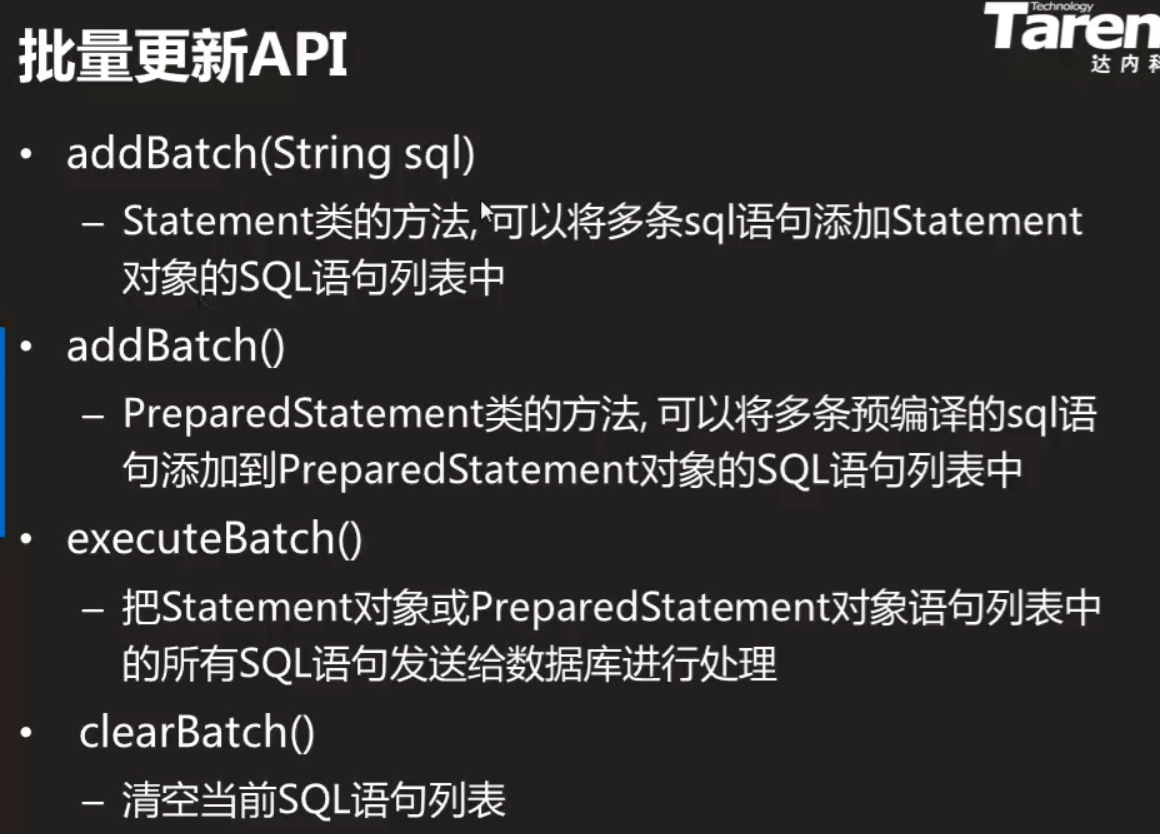 Technology
Taren
达内科
批量更新API
• addBatch(String sql)
– Statement类的方法, 可以将多条sql语句添加Statement
对象的SQL语句列表中
• addBatch()
– PreparedStatement类的方法, 可以将多条预编译的sql语
句添加到PreparedStatement对象的SQL语句列表中
• executeBatch()
– 把Statement对象或PreparedStatement对象语句列表中
的所有SQL语句发送给数据库进行处理
• clearBatch()
– 清空当前SQL语句列表